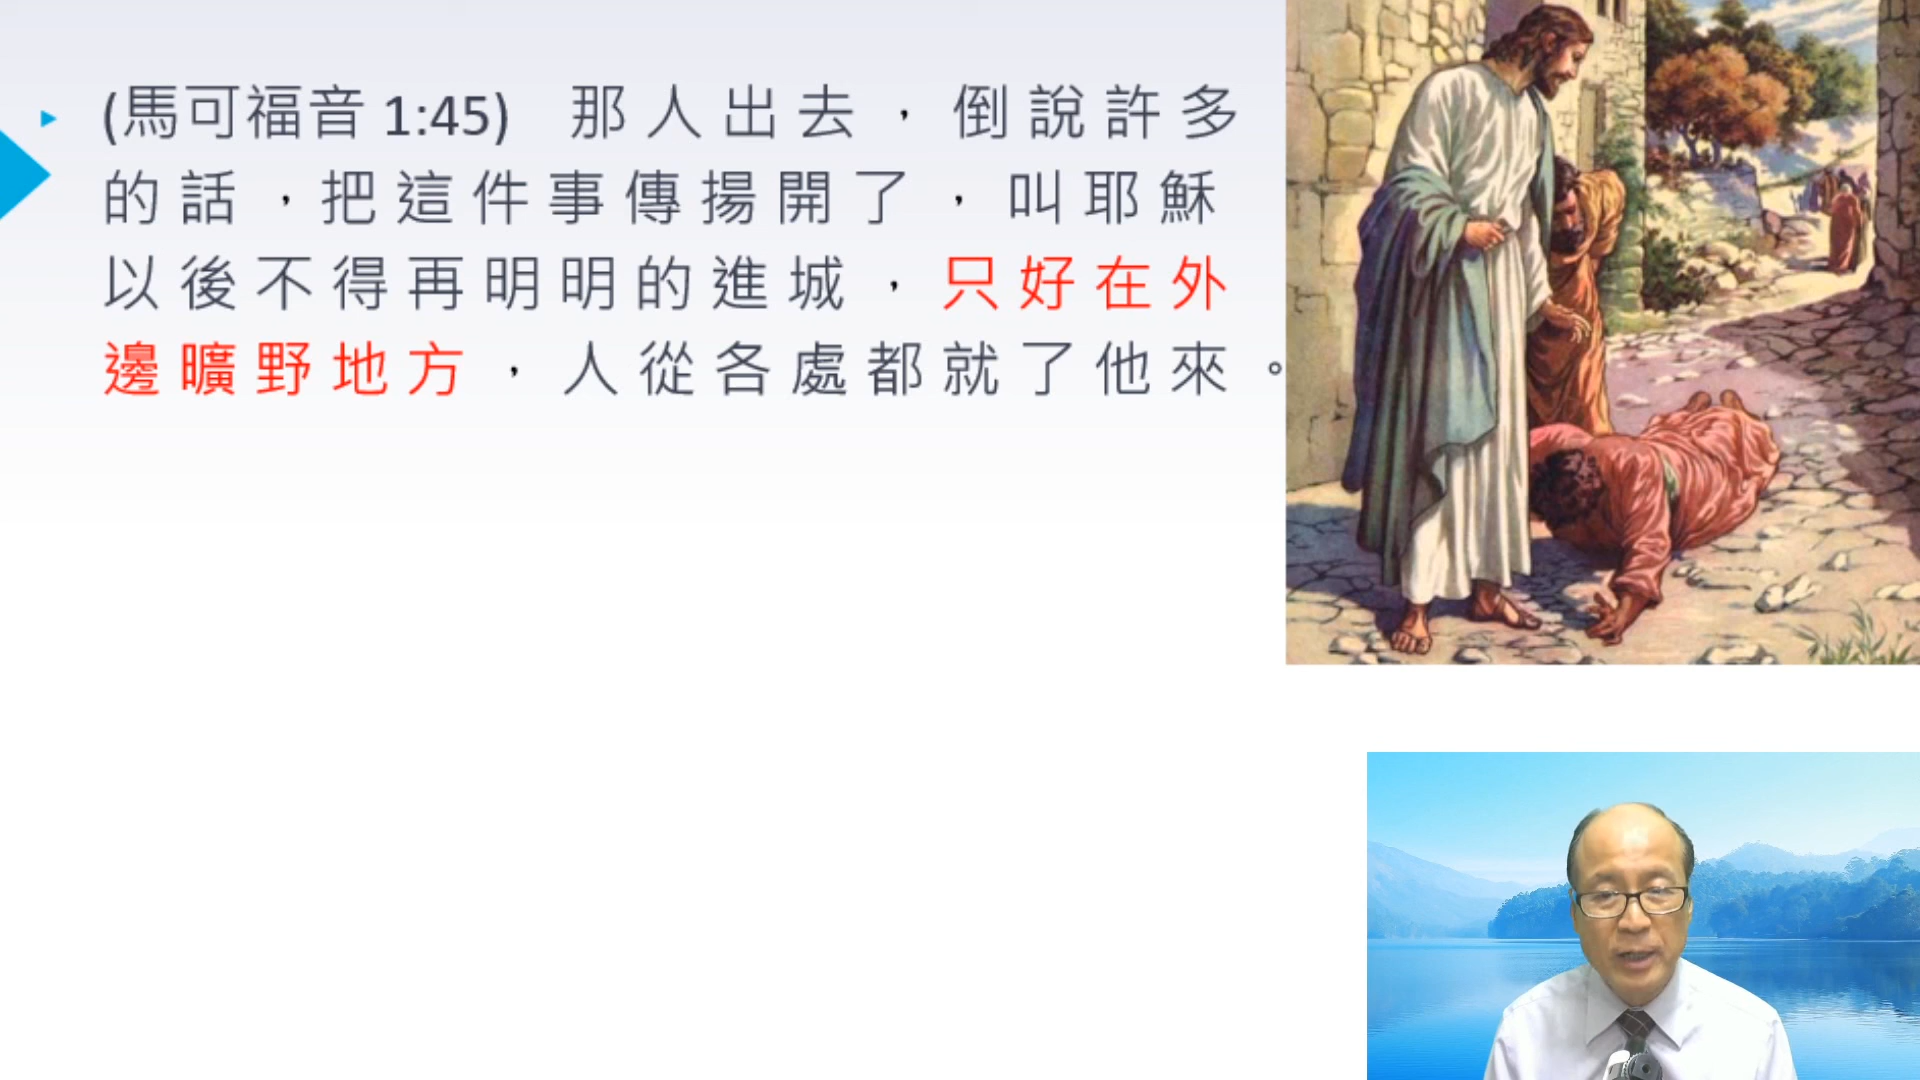 (馬可福音 1:45) 那人出去，倒說許多
的話，把這件事傳揚開了，叫耶穌
以後不得再明明的進城，只好在外
邊曠野地方，人從各處都就了他來。